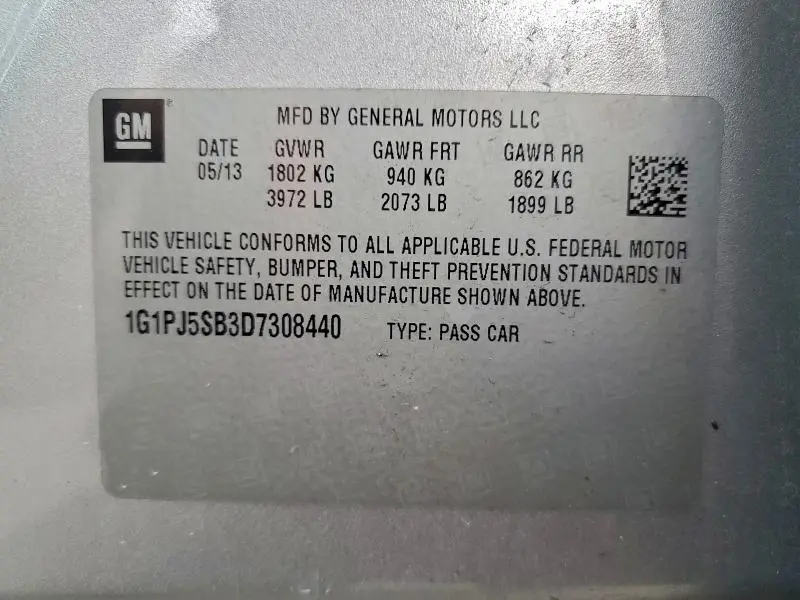 GM®
MFD BY GENERAL MOTORS LLC
DATE GVWR GAWR FRT GAWR RR
05/13 1802 KG 940 KG 862 KG
3972 LB 2073 LB 1899 LB
THIS VEHICLE CONFORMS TO ALL APPLICABLE U.S. FEDERAL MOTOR
VEHICLE SAFETY, BUMPER, AND THEFT PREVENTION STANDARDS IN
EFFECT ON THE DATE OF MANUFACTURE SHOWN ABOVE.
1G1PJ5SB3D7308440 TYPE: PASS CAR